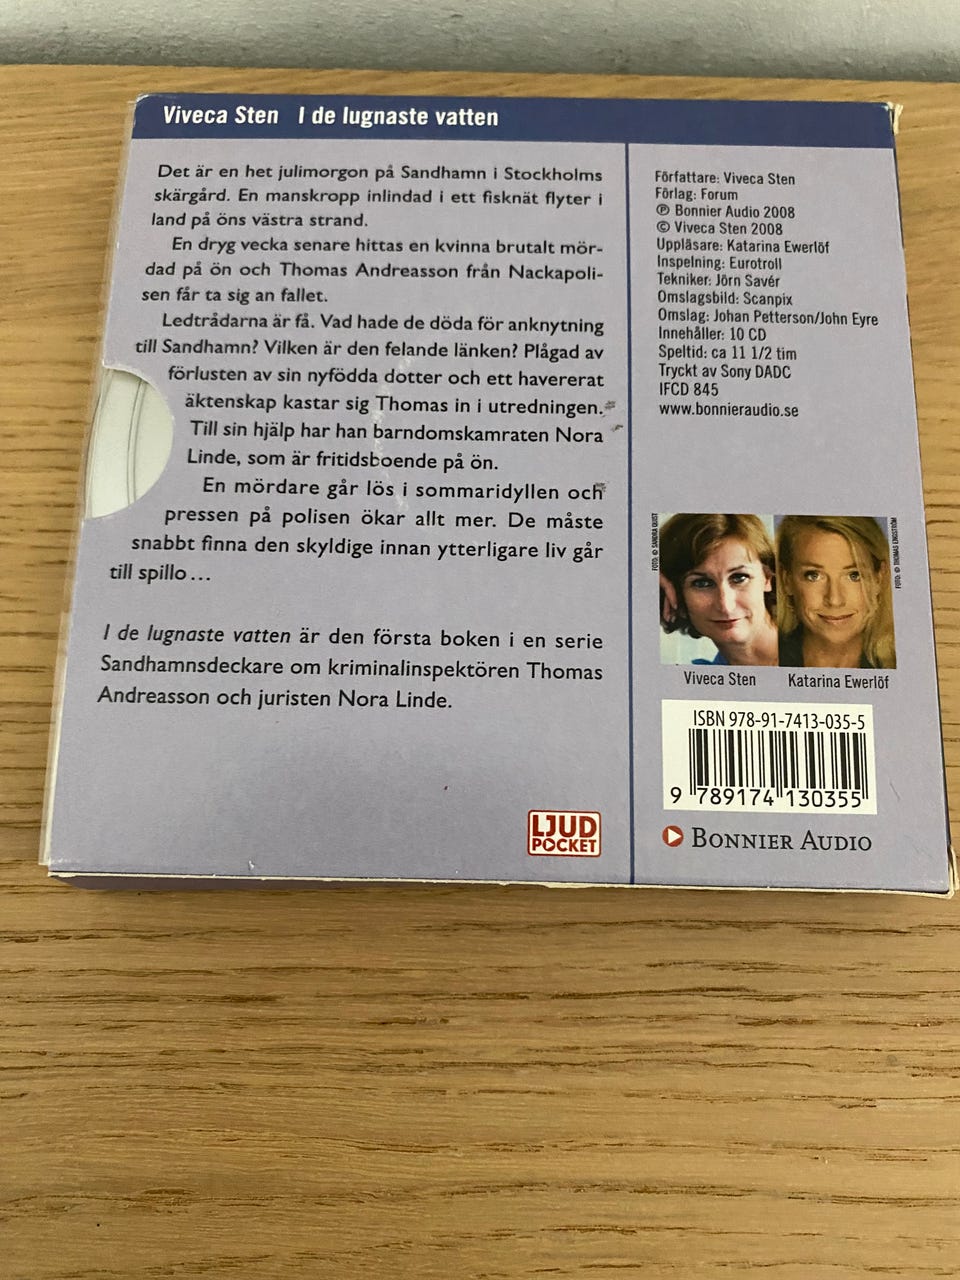 Viveca Sten I de lugnaste vatten
Det är en het julimorgon på Sandhamn i Stockholms
skärgård. En manskropp inlindad i ett fisknät flyter i
land på öns västra strand.
En dryg vecka senare hittas en kvinna brutalt mör-
dad på ön och Thomas Andreasson från Nackapoli-
sen får ta sig an fallet.
Ledtrådarna är få. Vad hade de döda för anknytning
till Sandhamn? Vilken är den felande länken? Plågad av
förlusten av sin nyfödda dotter och ett havererat
äktenskap kastar sig Thomas in i utredningen.
Till sin hjälp har han barndomskamraten Nora
Linde, som är fritidsboende på ön.
En mördare går lös i sommaridyllen och
pressen på polisen ökar allt mer. De måste
snabbt finna den skyldige innan ytterligare liv går
till spillo...
I de lugnaste vatten är den första boken i en serie
Sandhamnsdeckare om kriminalinspektören Thomas
Andreasson och juristen Nora Linde.
LJUD
POCKET
Författare: Viveca Sten
Förlag: Forum
℗ Bonnier Audio 2008
© Viveca Sten 2008
Uppläsare: Katarina Ewerlöf
Inspelning: Eurotroll
Tekniker: Jörn Savér
Omslagsbild: Scanpix
Omslag: Johan Petterson/John Eyre
Innehåller: 10 CD
Speltid: ca 11 1/2 tim
Tryckt av Sony DADC
IFCD 845
www.bonnieraudio.se
FOTO: © SANDRA QVIST
FOTO: © THOMAS ENGSTRÖM
Viveca Sten Katarina Ewerlöf
ISBN 978-91-7413-035-5
9 789174 130355
BONNIER AUDIO